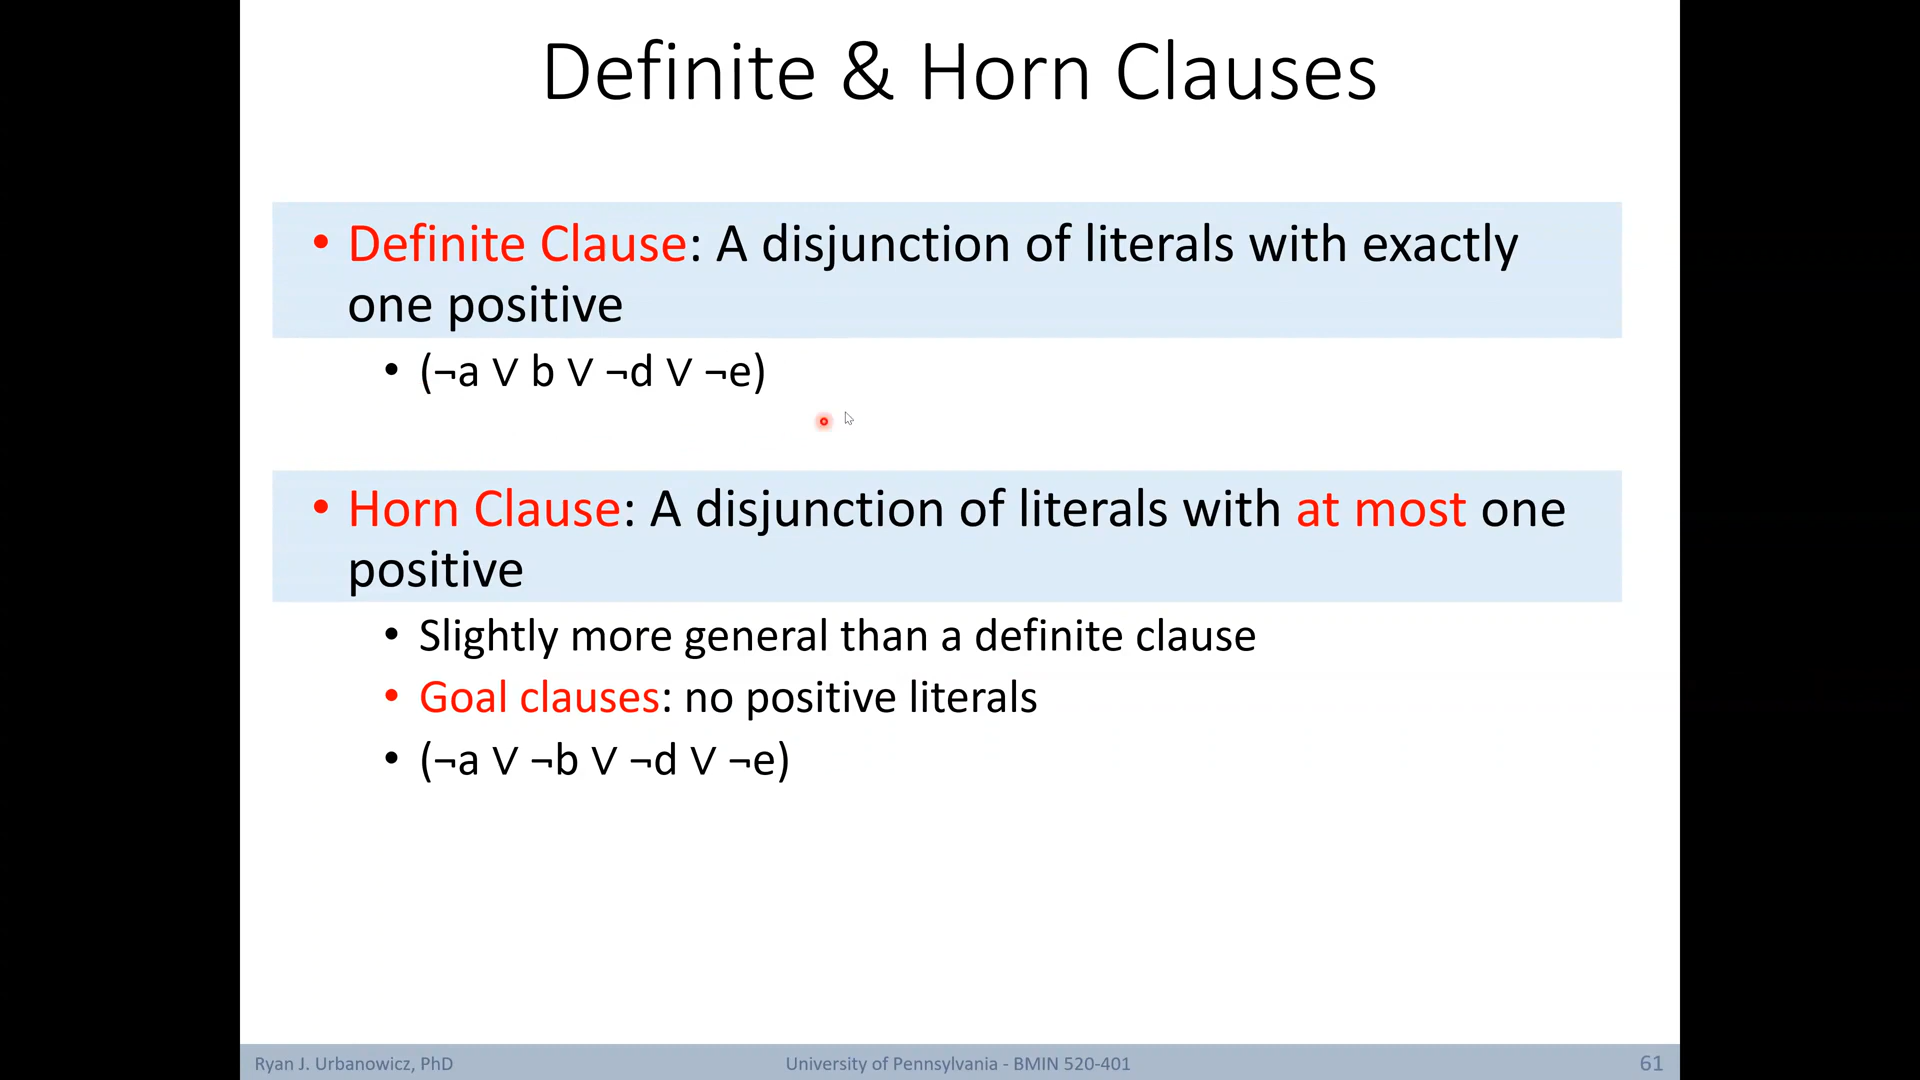 Definite & Horn Clauses
• Definite Clause: A disjunction of literals with exactly
one positive
• (¬a ∨ b ∨ ¬d ∨ ¬e)
• Horn Clause: A disjunction of literals with at most one
positive
• Slightly more general than a definite clause
• Goal clauses: no positive literals
• (¬a ∨ ¬b ∨ ¬d ∨ ¬e)
Ryan J. Urbanowicz, PhD
University of Pennsylvania - BMIN 520-401
61